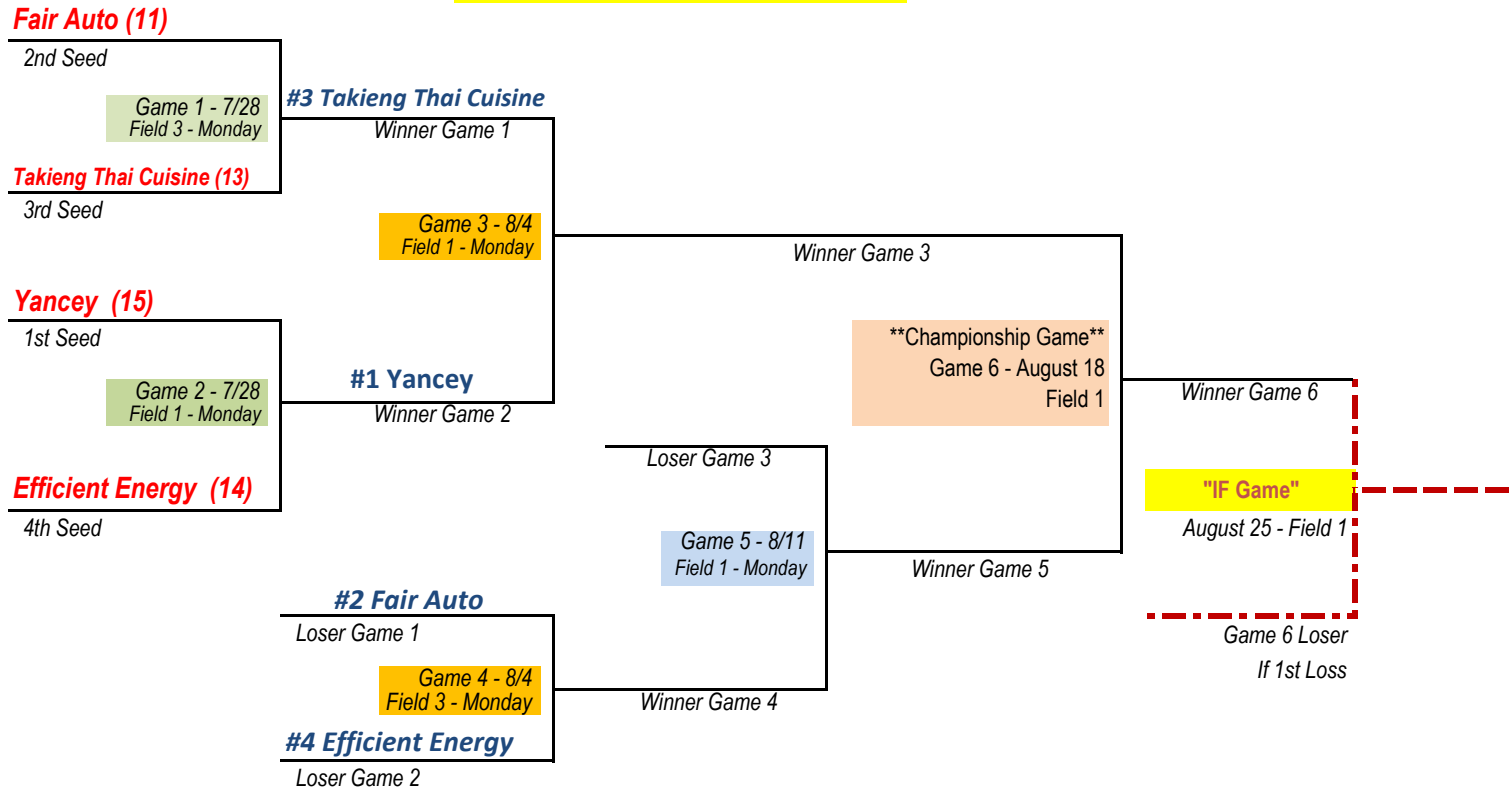 Fair Auto (11)
2nd Seed
Game 1 - 7/28
Field 3 - Monday
#3 Takieng Thai Cuisine
Winner Game 1
Takieng Thai Cuisine (13)
3rd Seed
Game 3 - 8/4
Field 1 - Monday
Winner Game 3
Yancey (15)
1st Seed
Game 2 - 7/28
Field 1 - Monday
#1 Yancey
Winner Game 2
Efficient Energy (14)
4th Seed
**Championship Game**
Game 6 - August 18
Field 1
Winner Game 6
Loser Game 3
"IF Game"
August 25 - Field 1
Game 5 - 8/11
Field 1 - Monday
Winner Game 5
#2 Fair Auto
Loser Game 1
Game 6 Loser
If 1st Loss
Game 4 - 8/4
Field 3 - Monday
Winner Game 4
#4 Efficient Energy
Loser Game 2